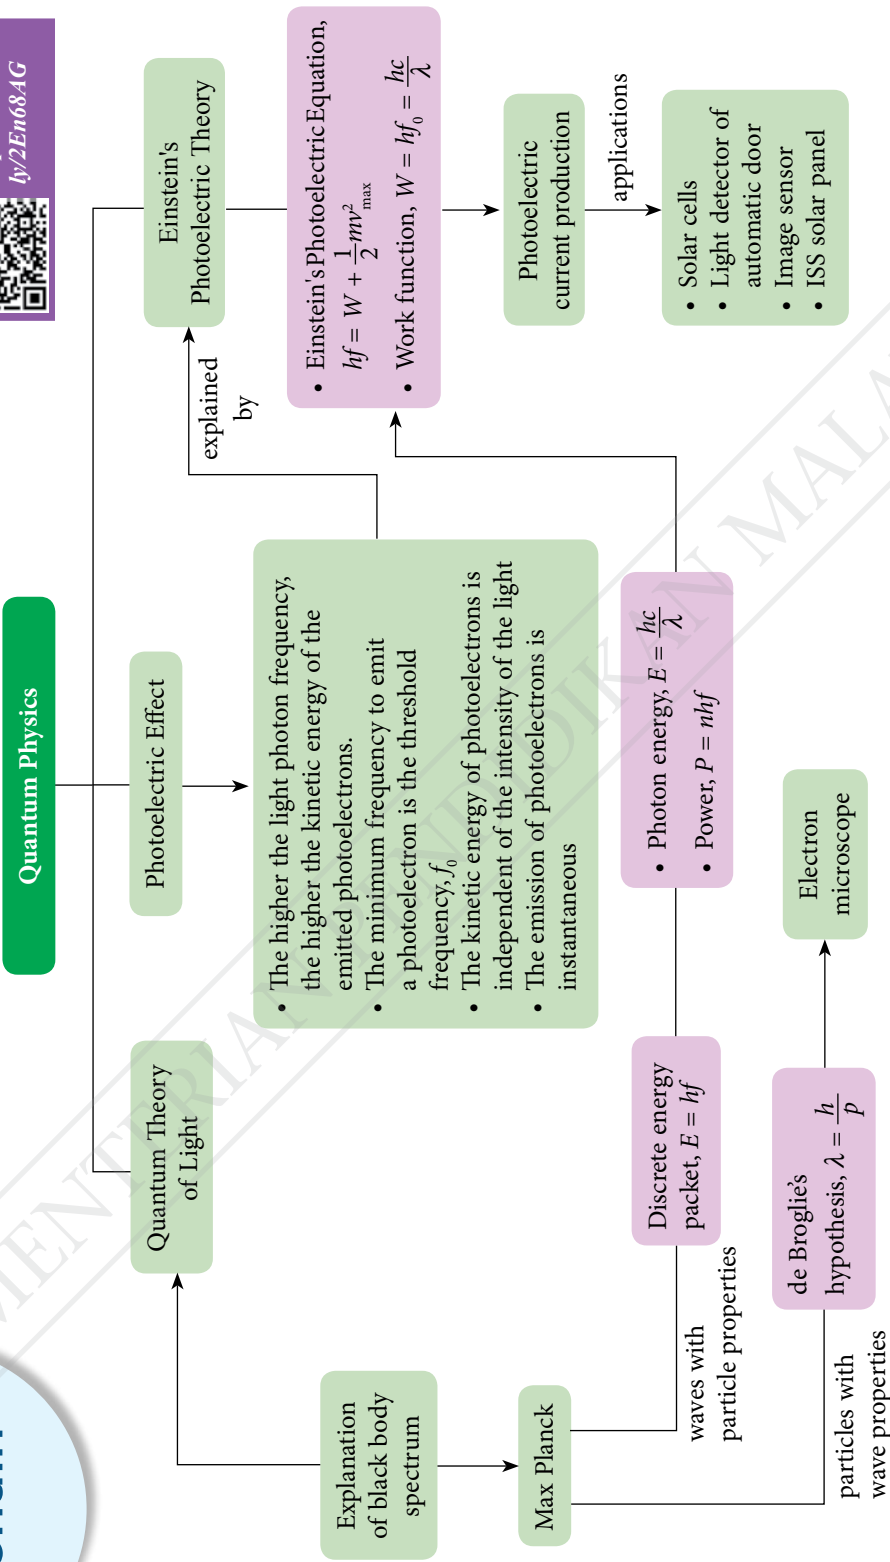 ly/2En68AG
Quantum Physics
Quantum Theory
of Light
Photoelectric Effect
Einstein's
Photoelectric Theory
Explanation
of black body
spectrum
Max Planck
• The higher the light photon frequency,
the higher the kinetic energy of the
emitted photoelectrons.
• The minimum frequency to emit
a photoelectron is the threshold
frequency, f₀
• The kinetic energy of photoelectrons is
independent of the intensity of the light
• The emission of photoelectrons is
instantaneous
explained
by
• Einstein's Photoelectric Equation,
hf = W + 1/2 mv²max
• Work function, W = hf₀ = hc/λ
Photoelectric
current production
applications
• Solar cells
• Light detector of
automatic door
• Image sensor
• ISS solar panel
waves with
particle properties
Discrete energy
packet, E = hf
• Photon energy, E = hc/λ
• Power, P = nhf
particles with
wave properties
de Broglie's
hypothesis, λ = h/p
Electron
microscope
KEMENTERIAN PENDIDIKAN MALA